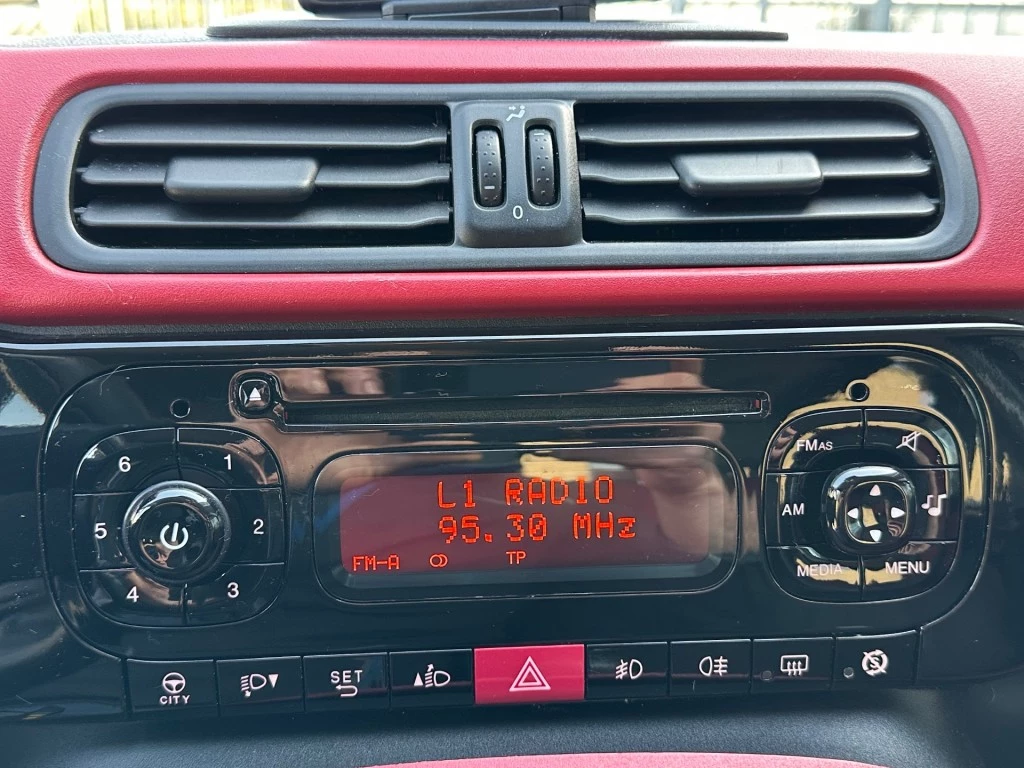 0
6 1
5 2
4 3
L1 RADIO
95.30 MHz
FM-A TP
FMAS
AM
MEDIA MENU
CITY
SET